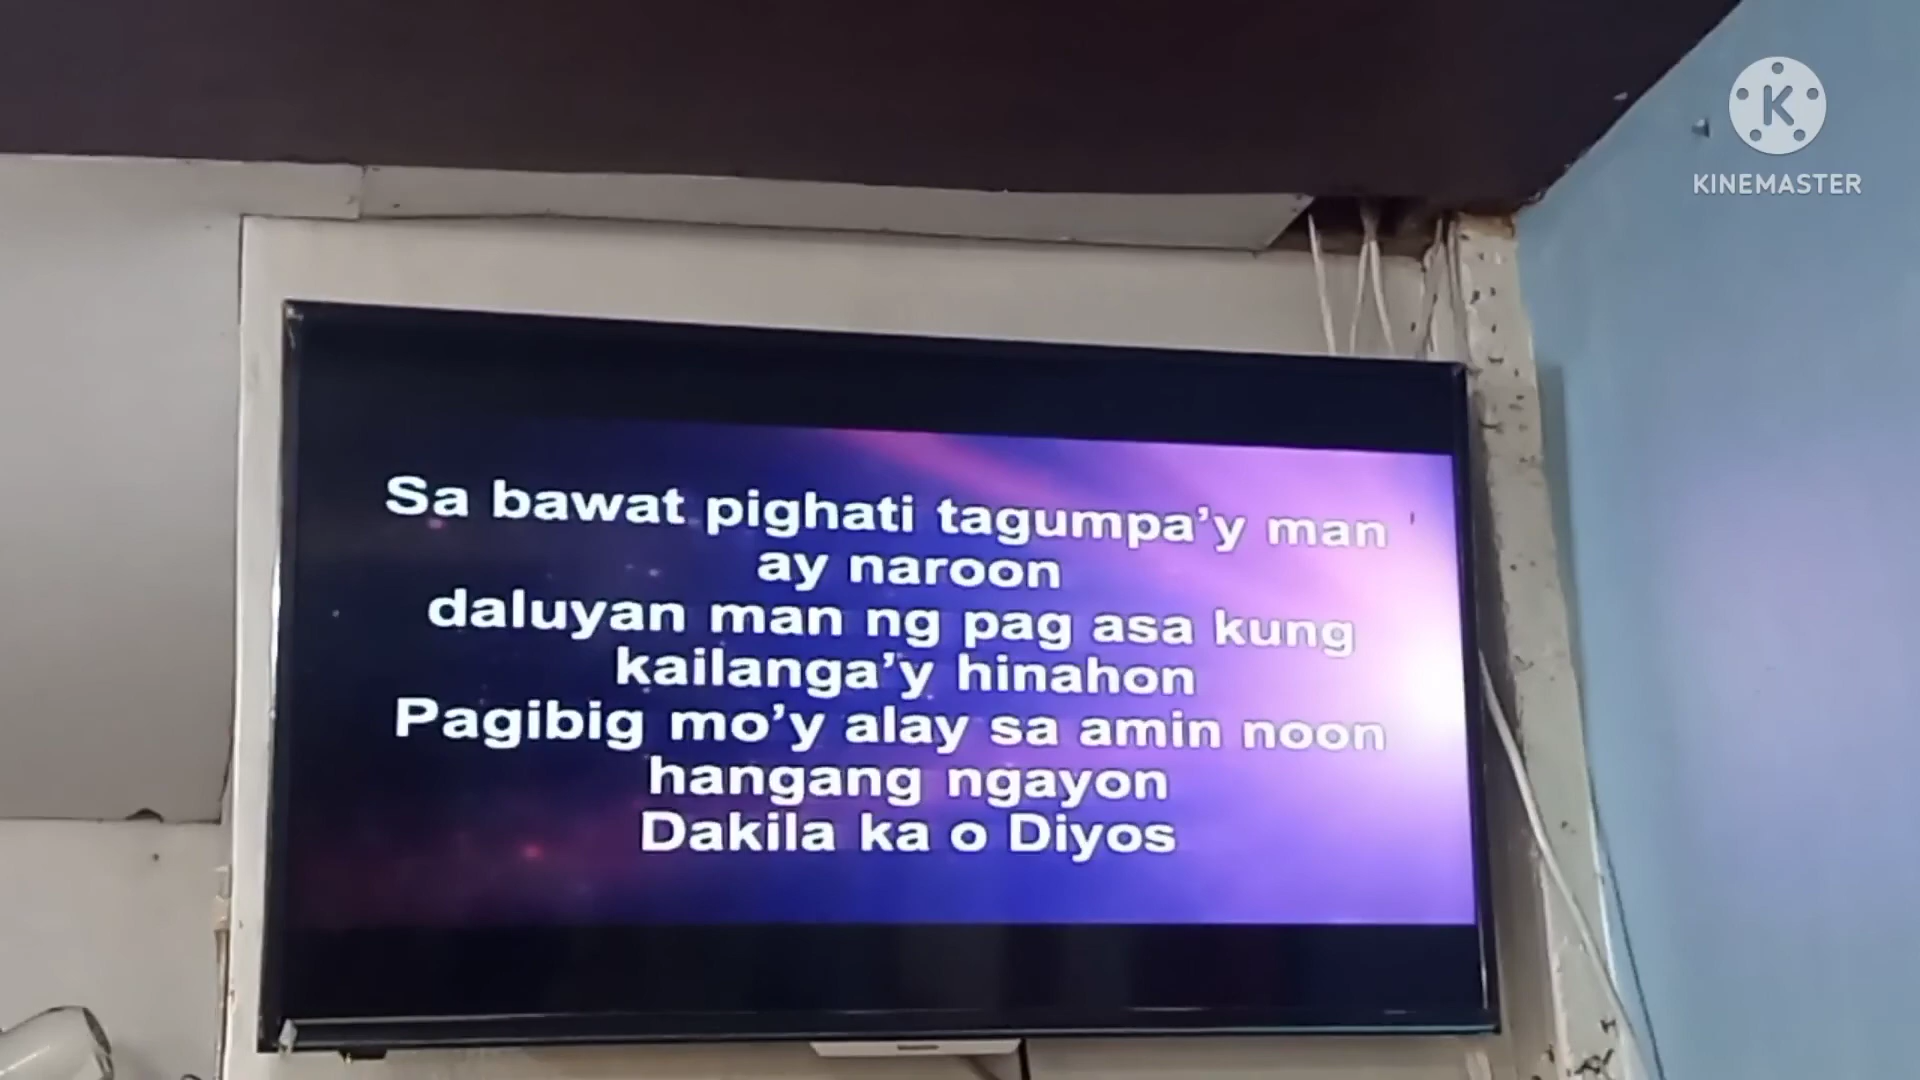 K
KINEMASTER
Sa bawat pighati tagumpa’y man
ay naroon
daluyan man ng pag asa kung
kailanga’y hinahon
Pagibig mo’y alay sa amin noon
hangang ngayon
Dakila ka o Diyos